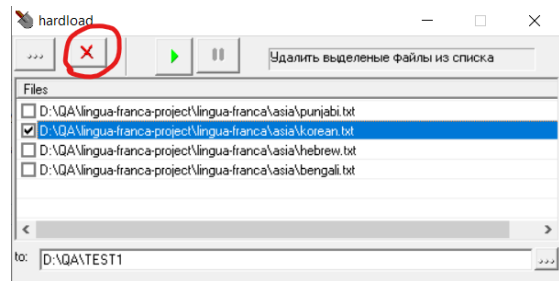 hardload
... Удалить выделеные файлы из списка
Files
D:\QA\lingua-franca-project\lingua-franca\asia\punjabi.txt
D:\QA\lingua-franca-project\lingua-franca\asia\korean.txt
D:\QA\lingua-franca-project\lingua-franca\asia\hebrew.txt
D:\QA\lingua-franca-project\lingua-franca\asia\bengali.txt
to: D:\QA\TEST1 ...